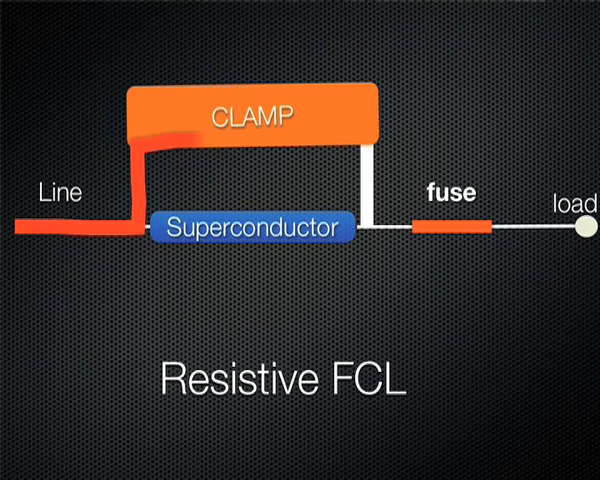 CLAMP
Line
fuse
load
Superconductor
Resistive FCL